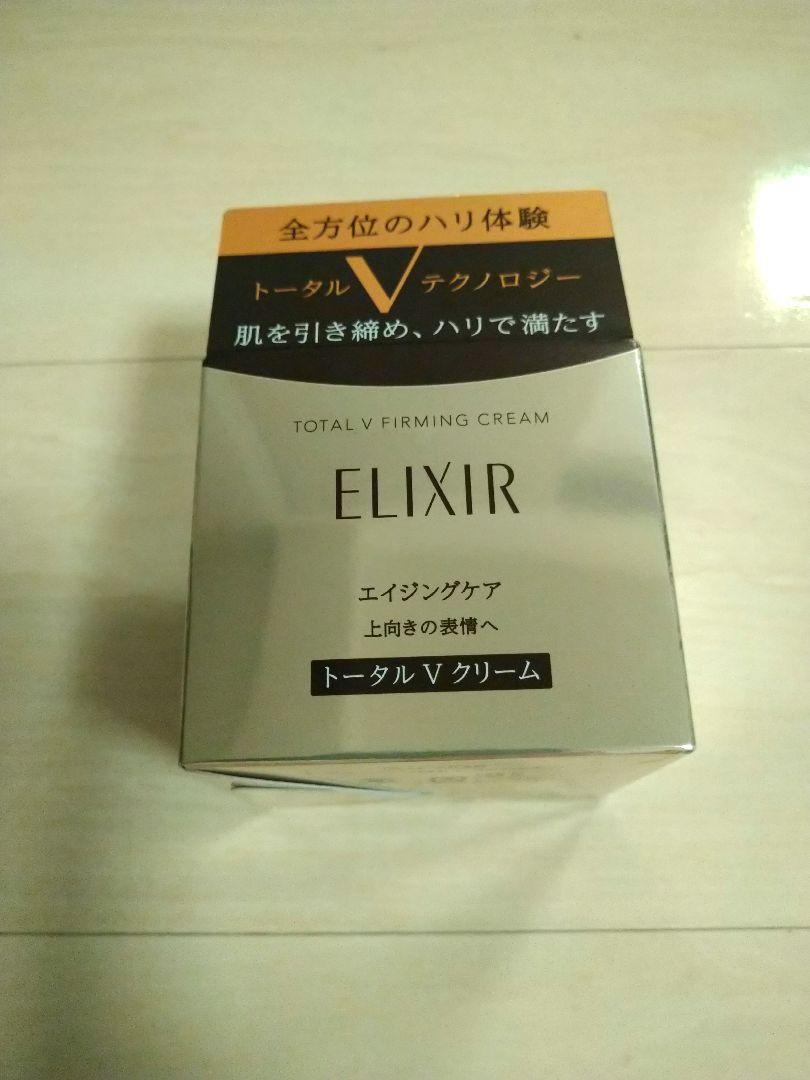 全方位のハリ体験
トータル V テクノロジー
肌を引き締め、ハリで満たす
TOTAL V FIRMING CREAM
ELIXIR
エイジングケア
上向きの表情へ
トータル V クリーム